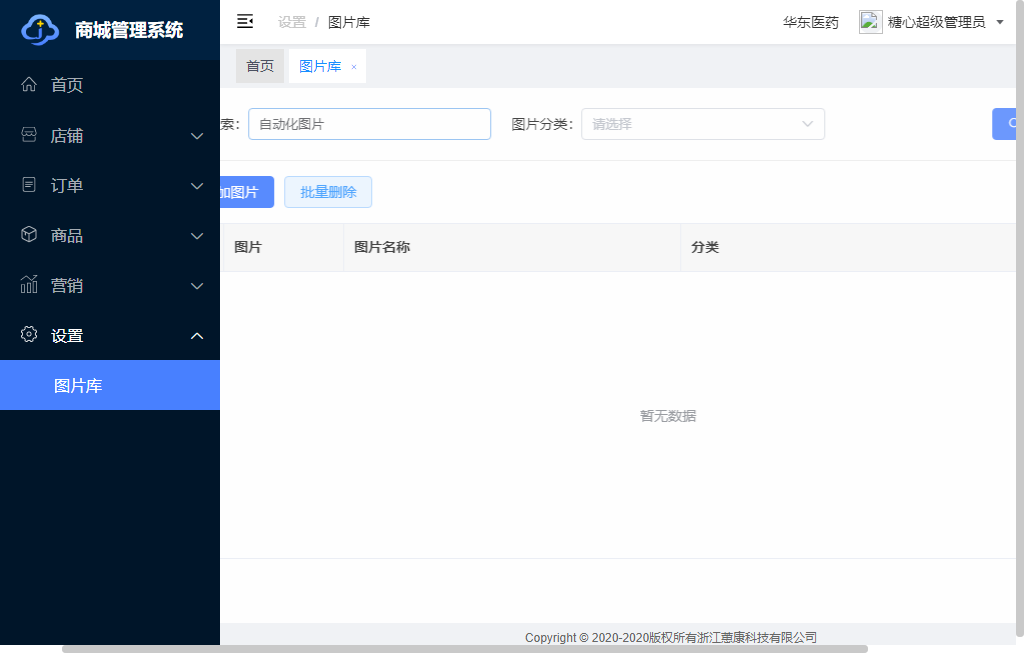 商城管理系统
设置 / 图片库
华东医药
糖心超级管理员
首页
图片库 ×
首页
店铺
订单
商品
营销
设置
图片库
索:
自动化图片
图片分类:
请选择
加图片
批量删除
图片
图片名称
分类
暂无数据
Copyright © 2020-2020版权所有浙江蒽康科技有限公司